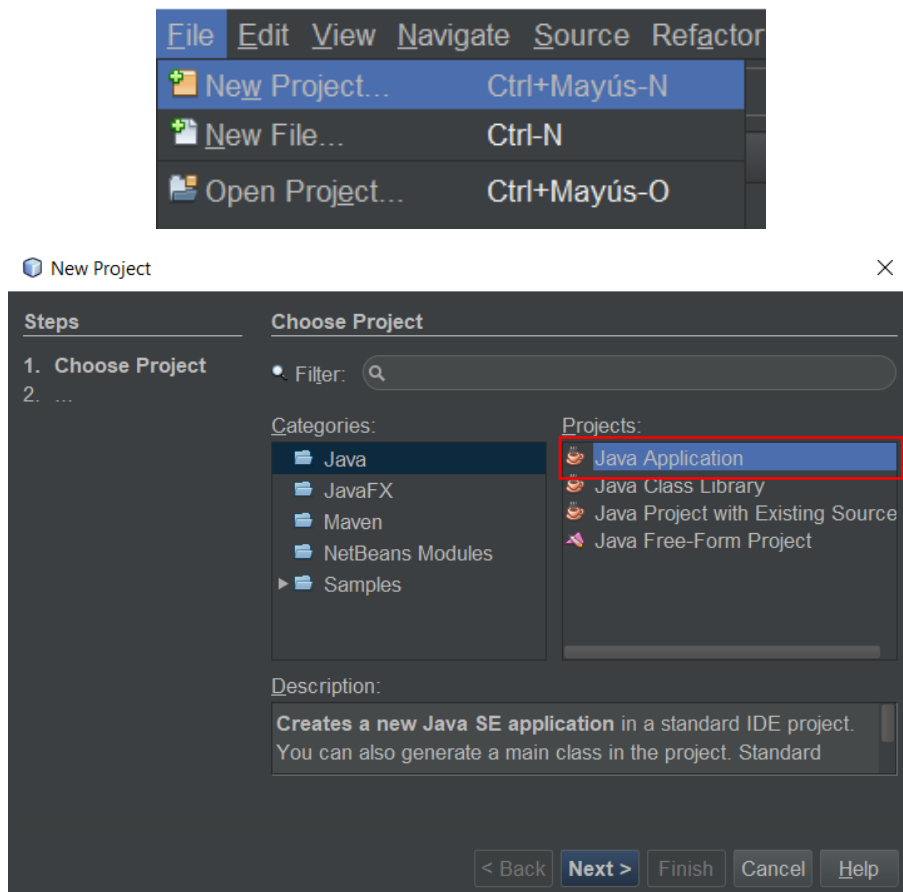 File Edit View Navigate Source Refactor
New Project... Ctrl+Mayús-N
New File... Ctrl-N
Open Project... Ctrl+Mayús-O
New Project
Steps
1. Choose Project
2. ...
Choose Project
Filter:
Categories:
Java
JavaFX
Maven
NetBeans Modules
Samples
Projects:
Java Application
Java Class Library
Java Project with Existing Source
Java Free-Form Project
Description:
Creates a new Java SE application in a standard IDE project.
You can also generate a main class in the project. Standard
< Back Next > Finish Cancel Help